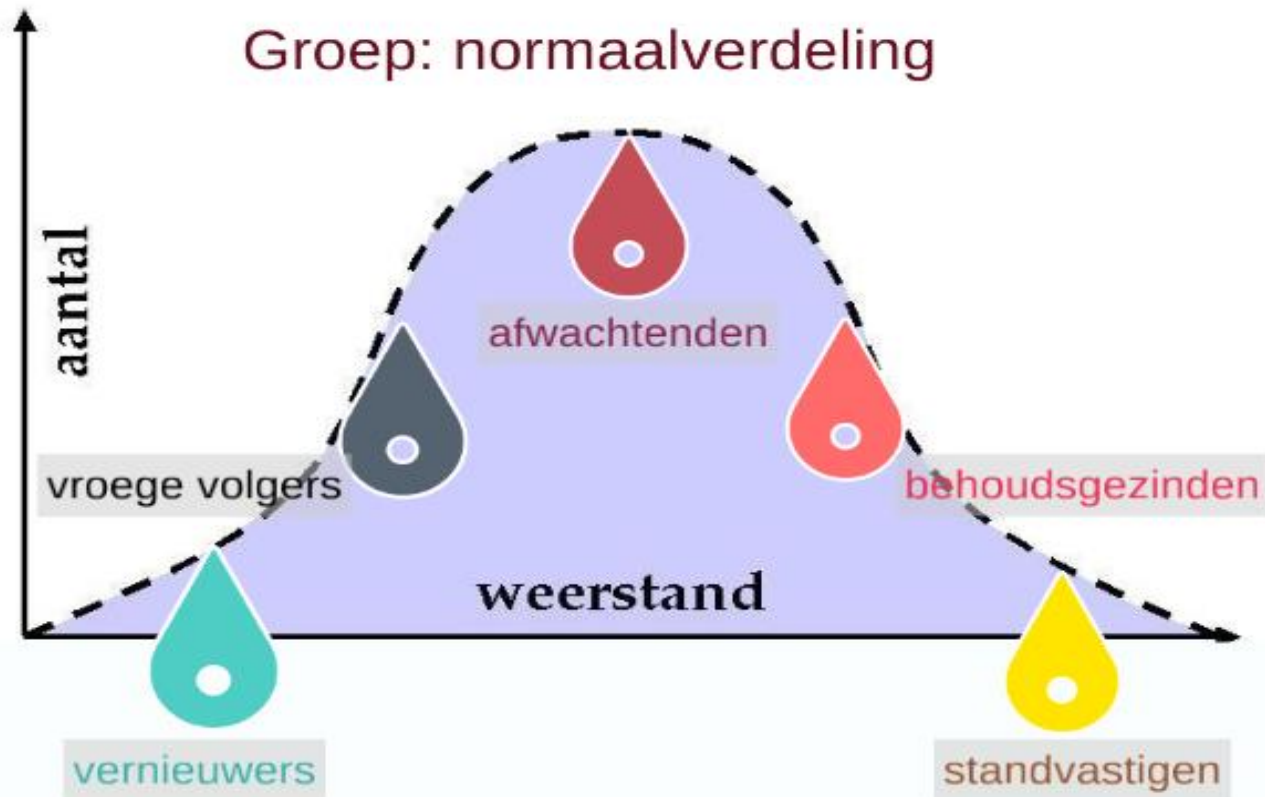 Groep: normaalverdeling
aantal
afwachtenden
vroege volgers
behoudsgezinden
weerstand
vernieuwers
standvastigen